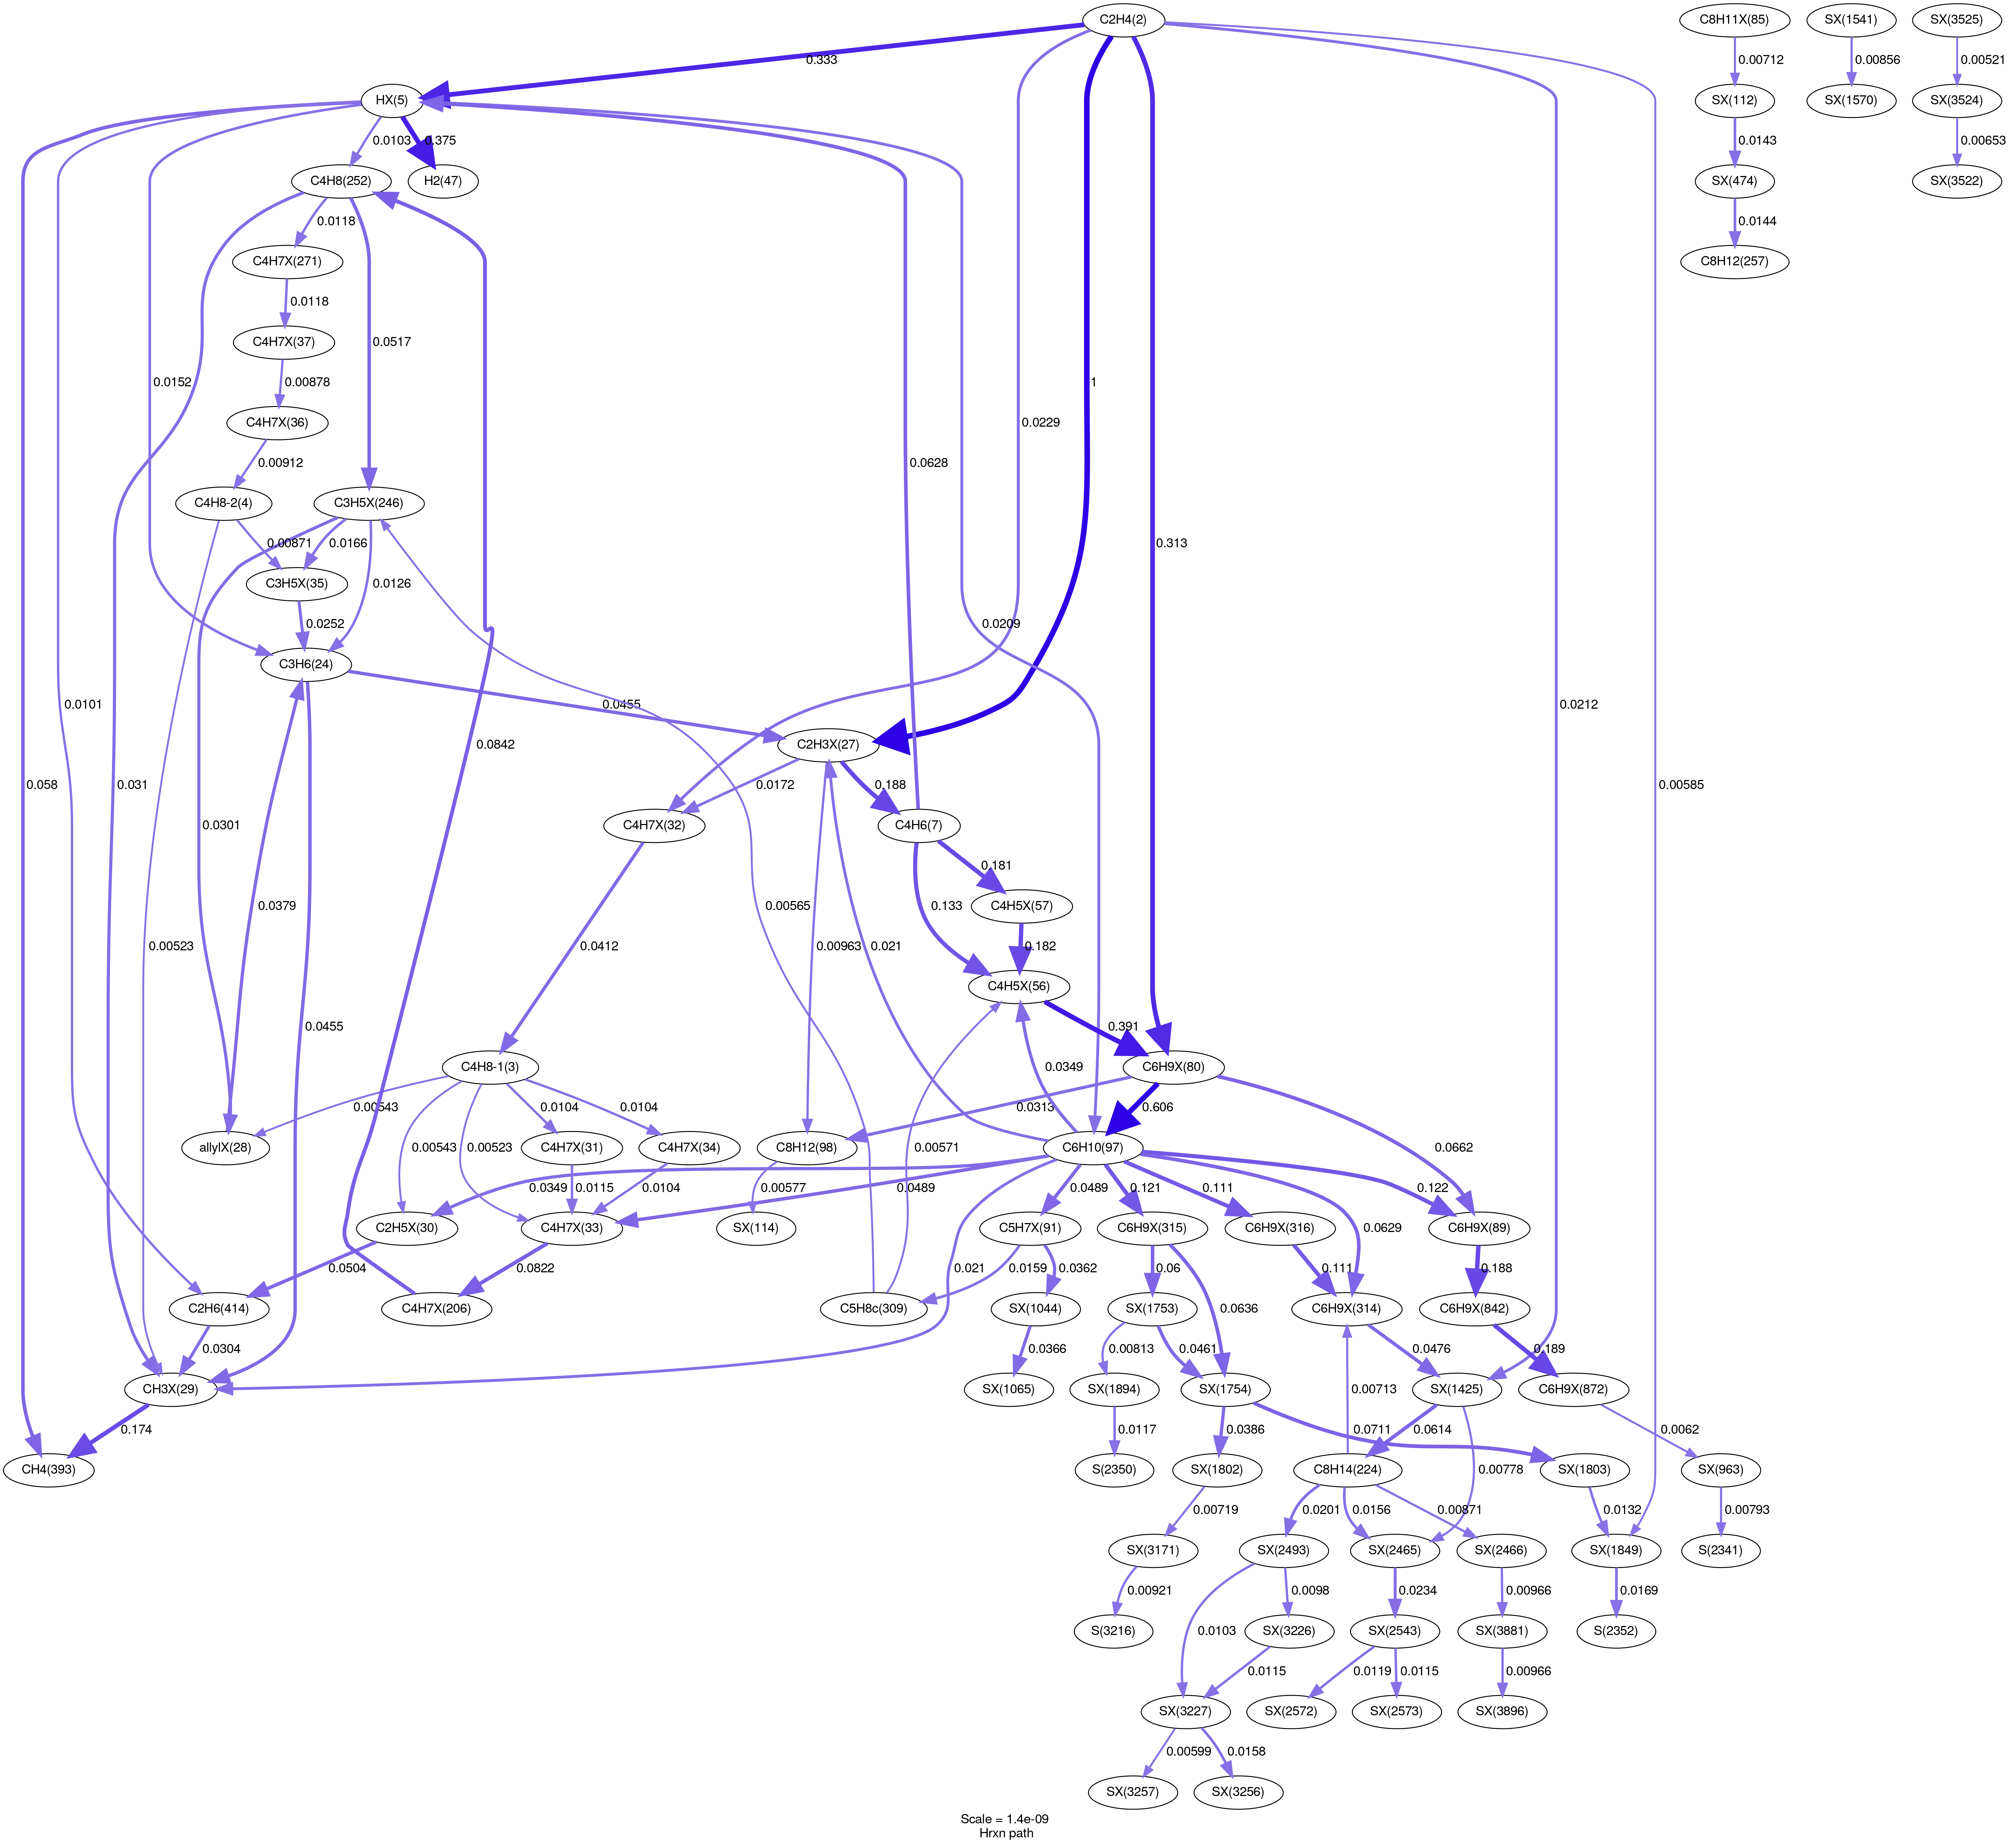 C2H4(2)
C8H11X(85)
SX(1541)
SX(3525)
0.333
0.00712
0.00856
0.00521
HX(5)
SX(112)
SX(1570)
SX(3524)
0.0103
0.375
0.0143
0.00653
C4H8(252)
H2(47)
SX(474)
SX(3522)
0.0118
0.0144
C4H7X(271)
C8H12(257)
0.0118
C4H7X(37)
0.0517
0.0152
0.00878
1
C4H7X(36)
0.0229
0.00912
0.0628
C4H8-2(4)
C3H5X(246)
0.00871
0.0166
0.313
C3H5X(35)
0.0126
0.0252
0.0209
C3H6(24)
0.0101
0.0455
0.0212
C2H3X(27)
0.0842
0.058
0.031
0.0172
0.188
0.00585
0.0301
C4H7X(32)
C4H6(7)
0.181
0.0379
0.00565
0.133
C4H5X(57)
0.00523
0.0412
0.00963
0.021
0.182
C4H5X(56)
0.0455
0.391
C4H8-1(3)
0.0349
C6H9X(80)
0.00543
0.0104
0.0104
0.0313
0.606
0.00571
allylX(28)
0.00543
0.00523
C4H7X(31)
C4H7X(34)
C8H12(98)
C6H10(97)
0.0662
0.0349
0.0115
0.0104
0.00577
0.0489
0.0489
0.121
0.111
0.0629
0.122
C2H5X(30)
C4H7X(33)
SX(114)
C5H7X(91)
C6H9X(315)
C6H9X(316)
C6H9X(89)
0.0504
0.0822
0.021
0.0159
0.0362
0.06
0.0636
0.111
0.188
C2H6(414)
C4H7X(206)
C5H8c(309)
SX(1044)
SX(1753)
C6H9X(314)
C6H9X(842)
0.0304
0.0366
0.00813
0.0461
0.0476
0.189
CH3X(29)
SX(1065)
SX(1894)
SX(1754)
0.00713
SX(1425)
C6H9X(872)
0.174
0.0117
0.0386
0.0711
0.0614
0.0062
CH4(393)
S(2350)
SX(1802)
C8H14(224)
0.00778
SX(1803)
SX(963)
0.00719
0.0201
0.0156
0.00871
0.0132
0.00793
SX(3171)
SX(2493)
SX(2465)
SX(2466)
SX(1849)
S(2341)
0.00921
0.0098
0.0234
0.00966
0.0169
S(3216)
0.0103
SX(3226)
SX(2543)
SX(3881)
S(2352)
0.0115
0.0119
0.0115
0.00966
SX(3227)
SX(2572)
SX(2573)
SX(3896)
0.00599
0.0158
SX(3257)
SX(3256)
Scale = 1.4e-09
Hrxn path